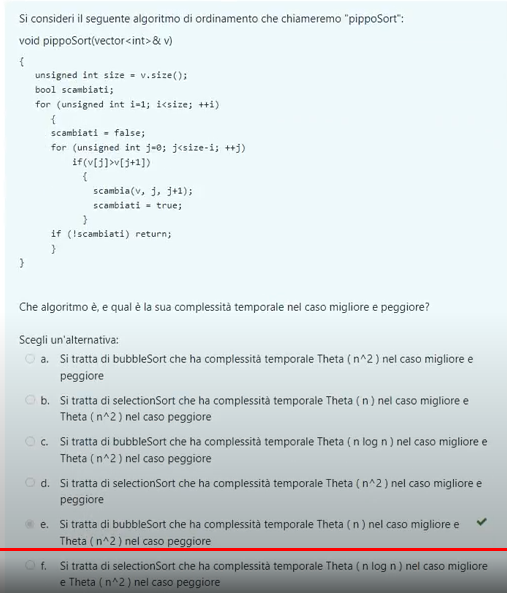 Si consideri il seguente algoritmo di ordinamento che chiameremo "pippoSort":
void pippoSort(vector<int>& v)
{
unsigned int size = v.size();
bool scambiati;
for (unsigned int i=1; i<size; ++i)
{
scambiati = false;
for (unsigned int j=0; j<size-i; ++j)
if(v[j]>v[j+1])
{
scambia(v, j, j+1);
scambiati = true;
}
if (!scambiati) return;
}
}
Che algoritmo è, e qual è la sua complessità temporale nel caso migliore e peggiore?
Scegli un'alternativa:
a. Si tratta di bubbleSort che ha complessità temporale Theta ( n^2 ) nel caso migliore e
peggiore
b. Si tratta di selectionSort che ha complessità temporale Theta ( n ) nel caso migliore e
Theta ( n^2 ) nel caso peggiore
c. Si tratta di bubbleSort che ha complessità temporale Theta ( n log n ) nel caso migliore e
Theta ( n^2 ) nel caso peggiore
d. Si tratta di selectionSort che ha complessità temporale Theta ( n^2 ) nel caso migliore e
peggiore
e. Si tratta di bubbleSort che ha complessità temporale Theta ( n ) nel caso migliore e
Theta ( n^2 ) nel caso peggiore
f. Si tratta di selectionSort che ha complessità temporale Theta ( n log n ) nel caso migliore
e Theta ( n^2 ) nel caso peggiore